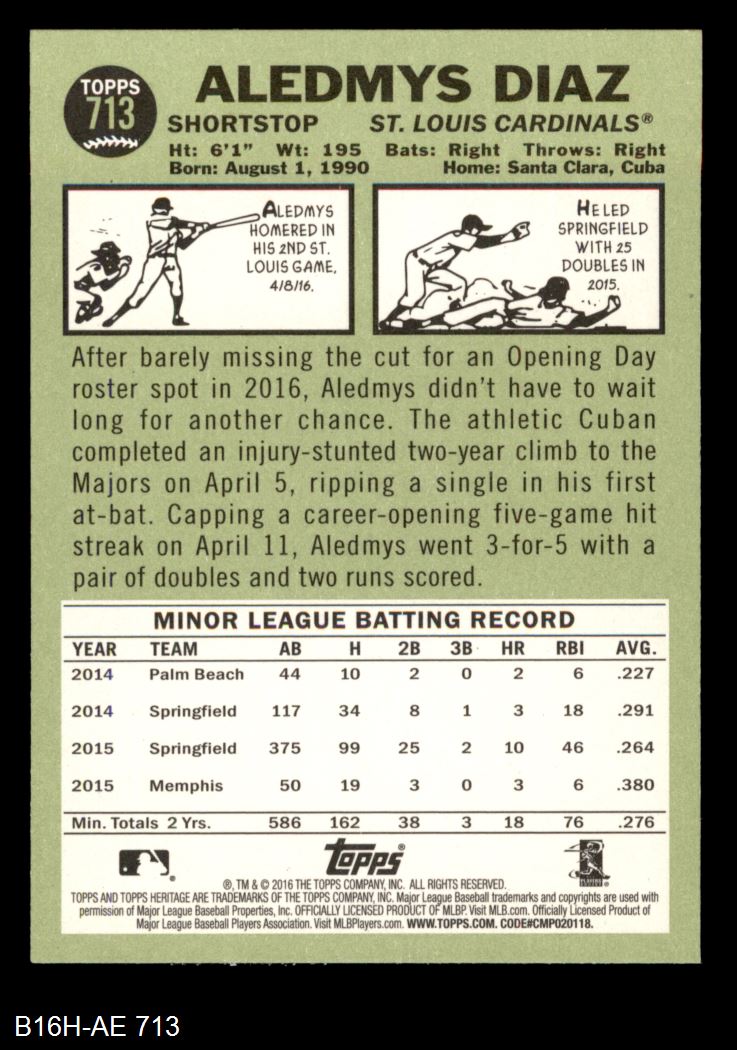 TOPPS
713
ALEDMYS DIAZ
SHORTSTOP ST. LOUIS CARDINALS®
Ht: 6'1" Wt: 195 Bats: Right Throws: Right
Born: August 1, 1990 Home: Santa Clara, Cuba
ALEDMYS
HOMERED IN
HIS 2ND ST.
LOUIS GAME,
4/8/16.
HE LED
SPRINGFIELD
WITH 25
DOUBLES IN
2015.
After barely missing the cut for an Opening Day
roster spot in 2016, Aledmys didn't have to wait
long for another chance. The athletic Cuban
completed an injury-stunted two-year climb to the
Majors on April 5, ripping a single in his first
at-bat. Capping a career-opening five-game hit
streak on April 11, Aledmys went 3-for-5 with a
pair of doubles and two runs scored.
MINOR LEAGUE BATTING RECORD
YEAR TEAM AB H 2B 3B HR RBI AVG.
2014 Palm Beach 44 10 2 0 2 6 .227
2014 Springfield 117 34 8 1 3 18 .291
2015 Springfield 375 99 25 2 10 46 .264
2015 Memphis 50 19 3 0 3 6 .380
Min. Totals 2 Yrs. 586 162 38 3 18 76 .276
topps®
®, TM & © 2016 THE TOPPS COMPANY, INC. ALL RIGHTS RESERVED.
TOPPS AND TOPPS HERITAGE ARE TRADEMARKS OF THE TOPPS COMPANY, INC. Major League Baseball trademarks and copyrights are used with
permission of Major League Baseball Properties, Inc. OFFICIALLY LICENSED PRODUCT OF MLBP. Visit MLB.com. Officially Licensed Product of
Major League Baseball Players Association. Visit MLBPlayers.com. WWW.TOPPS.COM. CODE#CMP020118.
B16H-AE 713